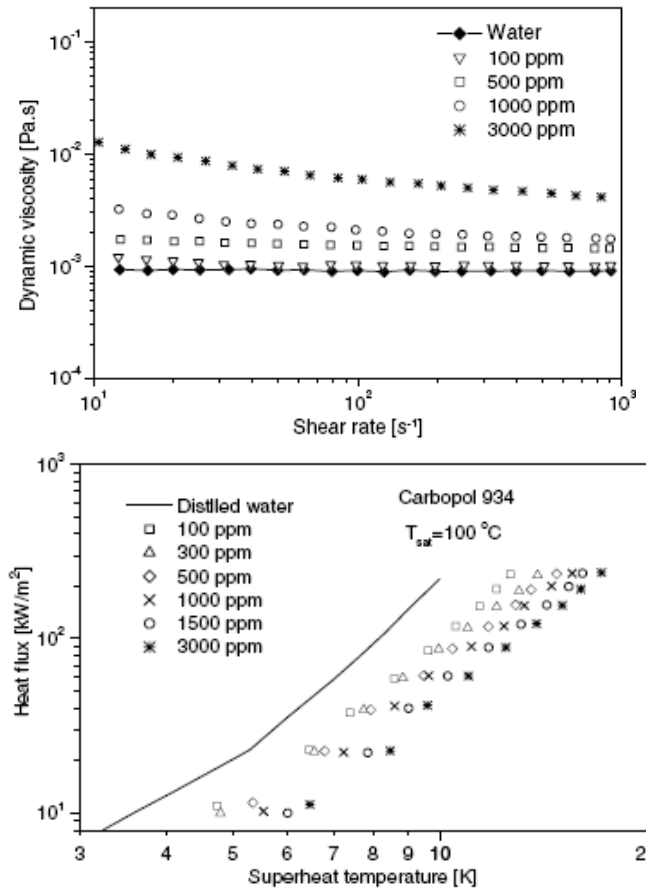 10⁻¹
Water
100 ppm
500 ppm
1000 ppm
3000 ppm
10⁻²
10⁻³
10⁻⁴
Dynamic viscosity [Pa.s]
10¹ 10² 10³
Shear rate [s⁻¹]
10³
Distlled water
100 ppm
300 ppm
500 ppm
1000 ppm
1500 ppm
3000 ppm
Carbopol 934
Tsat=100 °C
10²
10¹
Heat flux [kW/m²]
3 4 5 6 7 8 9 10 2
Superheat temperature [K]